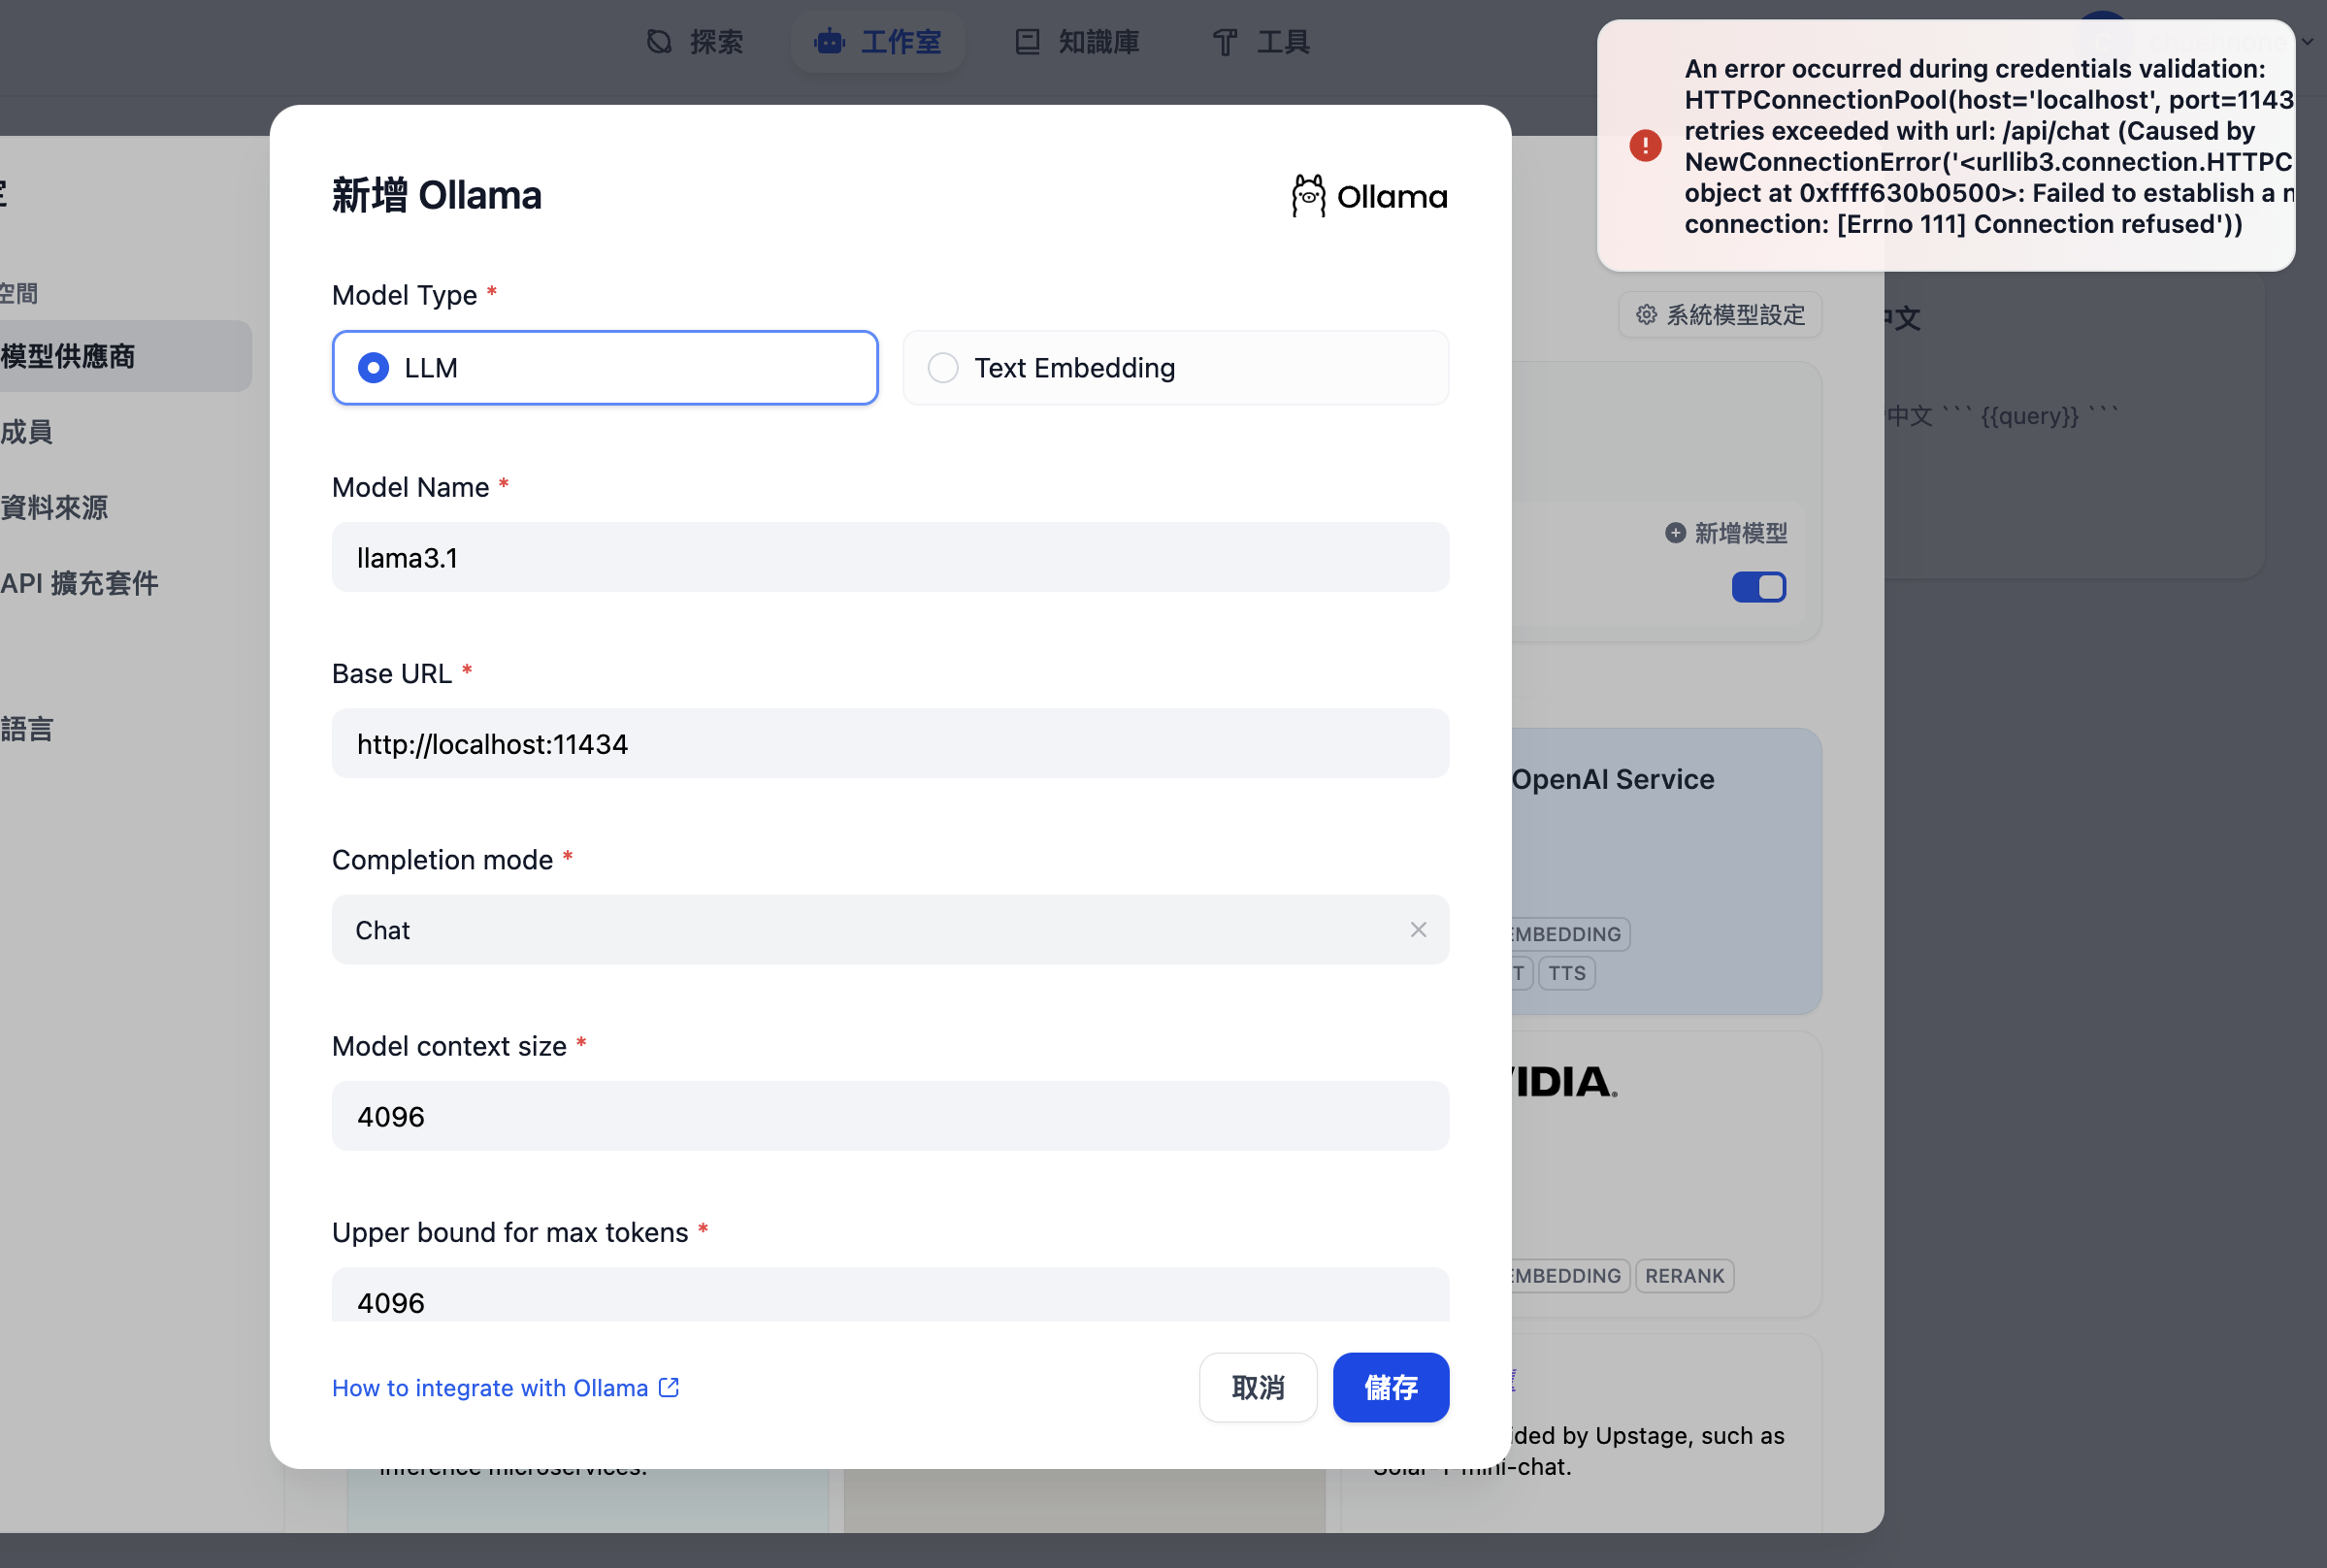 探索
工作室
知識庫
工具
An error occurred during credentials validation:
HTTPConnectionPool(host='localhost', port=1143
retries exceeded with url: /api/chat (Caused by
NewConnectionError('<urllib3.connection.HTTPC
object at 0xffff630b0500>: Failed to establish a
connection: [Errno 111] Connection refused'))
新增 Ollama
Ollama
空間
模型供應商
成員
資料來源
API 擴充套件
語言
Model Type *
LLM
Text Embedding
Model Name *
llama3.1
Base URL *
http://localhost:11434
Completion mode *
Chat
Model context size *
4096
Upper bound for max tokens *
4096
How to integrate with Ollama
取消
儲存
系統模型設定
中文
中文 ``` {{query}} ```
新增模型
OpenAI Service
EMBEDDING
T
TTS
VIDIA.
EMBEDDING
RERANK
ided by Upstage, such as
mini-chat.
inference microservices.